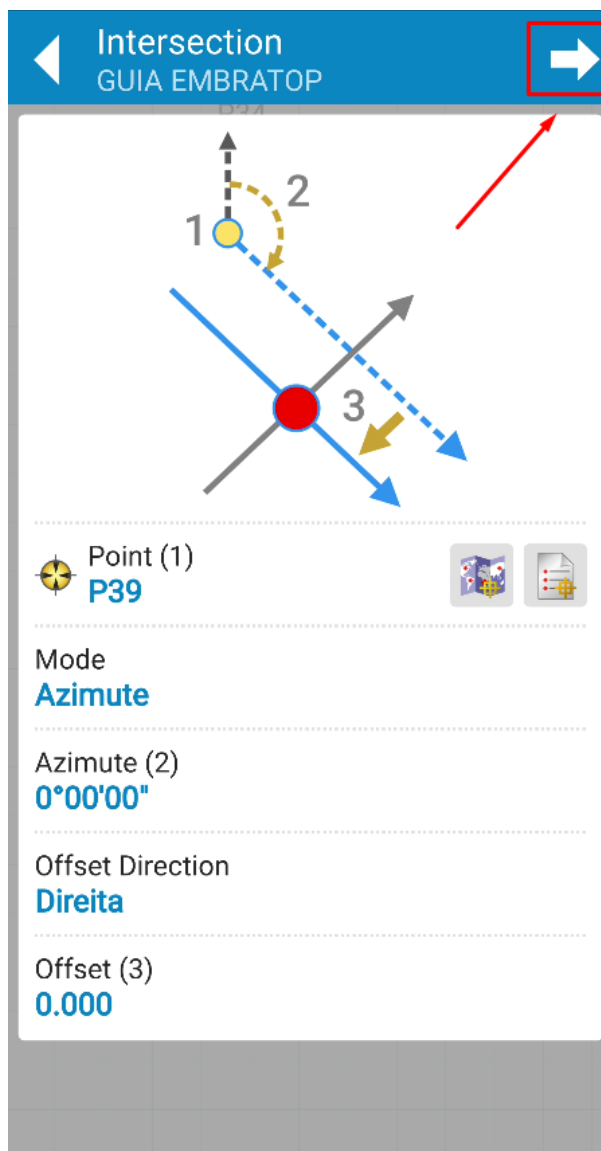 Intersection
GUIA EMBRATOP
P34
2
1
3
Point (1)
P39
Mode
Azimute
Azimute (2)
0°00'00"
Offset Direction
Direita
Offset (3)
0.000